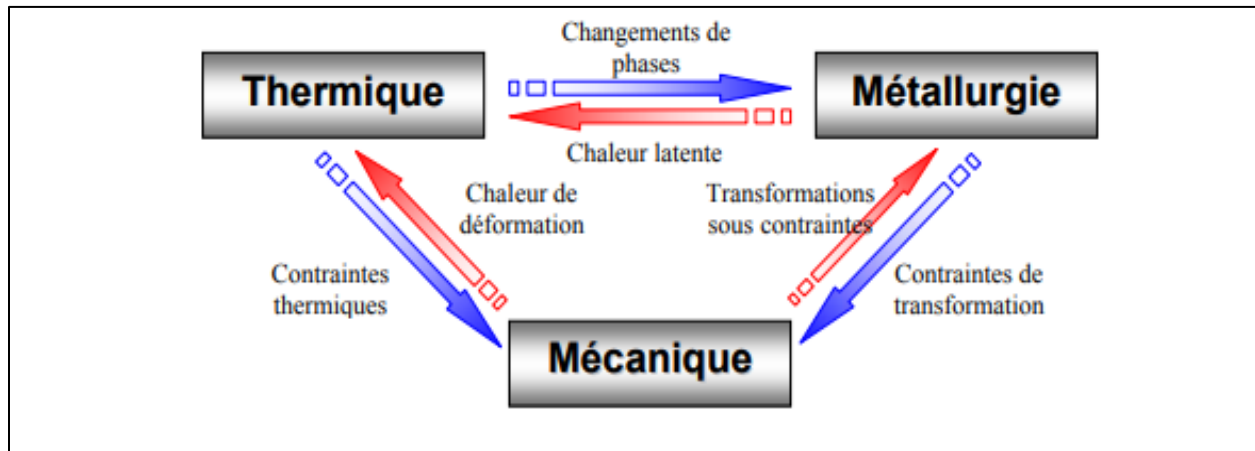 Changements de
phases
Thermique
Métallurgie
Chaleur latente
Chaleur de
déformation
Transformations
sous contraintes
Contraintes
thermiques
Contraintes de
transformation
Mécanique